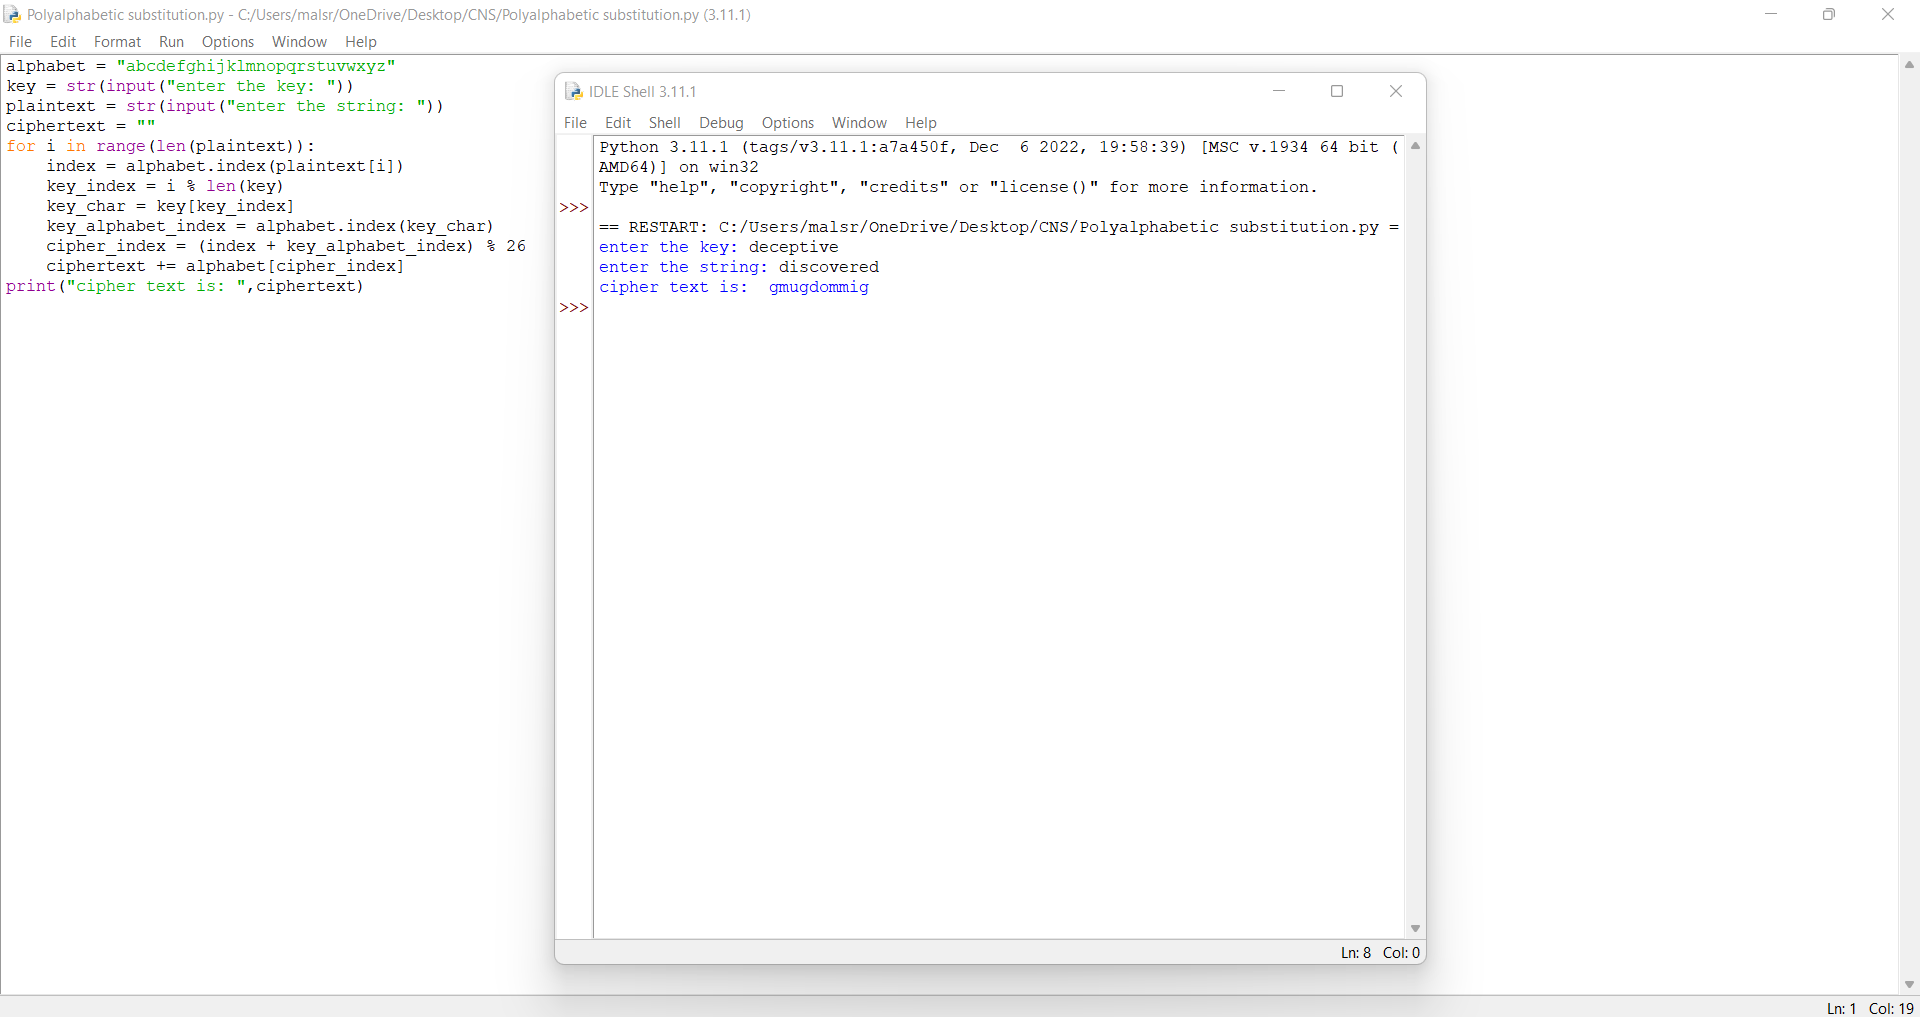 Polyalphabetic substitution.py - C:/Users/malsr/OneDrive/Desktop/CNS/Polyalphabetic substitution.py (3.11.1)
File Edit Format Run Options Window Help
alphabet = "abcdefghijklmnopqrstuvwxyz"
key = str(input("enter the key: "))
plaintext = str(input("enter the string: "))
ciphertext = ""
for i in range(len(plaintext)):
    index = alphabet.index(plaintext[i])
    key_index = i % len(key)
    key_char = key[key_index]
    key_alphabet_index = alphabet.index(key_char)
    cipher_index = (index + key_alphabet_index) % 26
    ciphertext += alphabet[cipher_index]
print("cipher text is: ",ciphertext)
IDLE Shell 3.11.1
File Edit Shell Debug Options Window Help
Python 3.11.1 (tags/v3.11.1:a7a450f, Dec  6 2022, 19:58:39) [MSC v.1934 64 bit (
AMD64)] on win32
Type "help", "copyright", "credits" or "license()" for more information.
>>>
== RESTART: C:/Users/malsr/OneDrive/Desktop/CNS/Polyalphabetic substitution.py =
enter the key: deceptive
enter the string: discovered
cipher text is:  gmugdommig
>>>
Ln: 8 Col: 0
Ln: 1 Col: 19